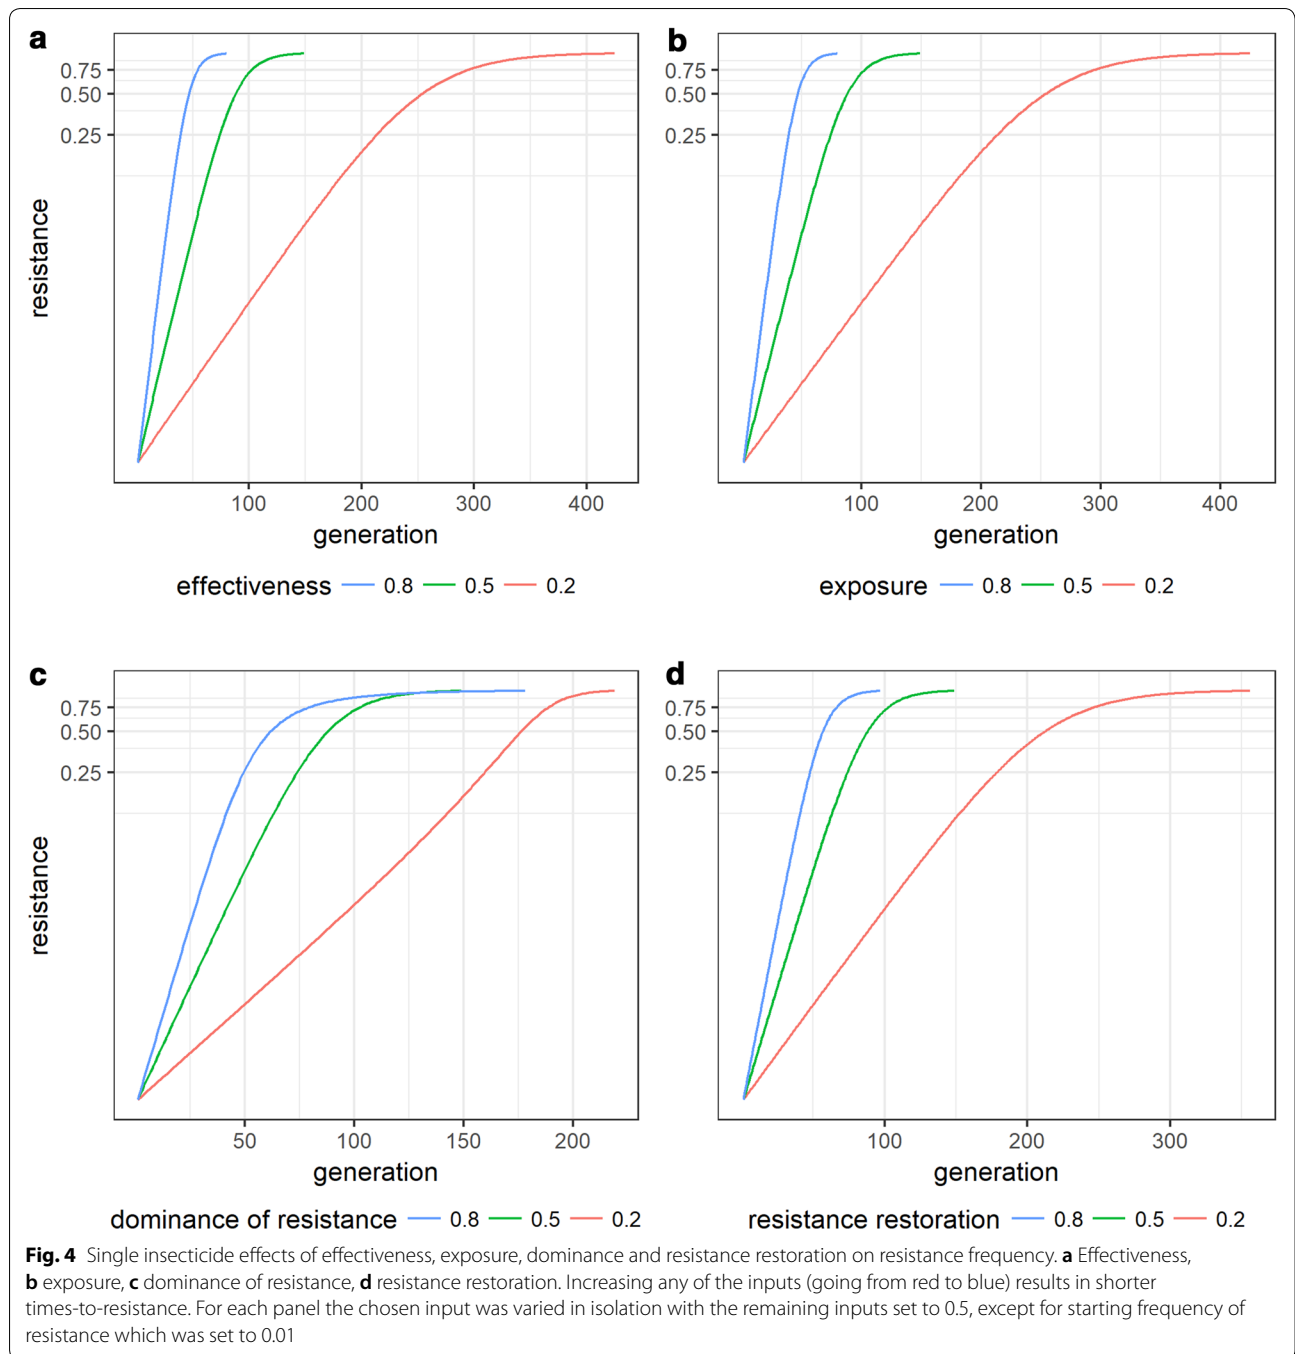 a
0.75
0.50
0.25
resistance
100 200 300 400
generation
effectiveness 0.8 0.5 0.2
b
0.75
0.50
0.25
100 200 300 400
generation
exposure 0.8 0.5 0.2
c
0.75
0.50
0.25
resistance
50 100 150 200
generation
dominance of resistance 0.8 0.5 0.2
d
0.75
0.50
0.25
100 200 300
generation
resistance restoration 0.8 0.5 0.2
Fig. 4 Single insecticide effects of effectiveness, exposure, dominance and resistance restoration on resistance frequency. a Effectiveness,
b exposure, c dominance of resistance, d resistance restoration. Increasing any of the inputs (going from red to blue) results in shorter
times-to-resistance. For each panel the chosen input was varied in isolation with the remaining inputs set to 0.5, except for starting frequency of
resistance which was set to 0.01